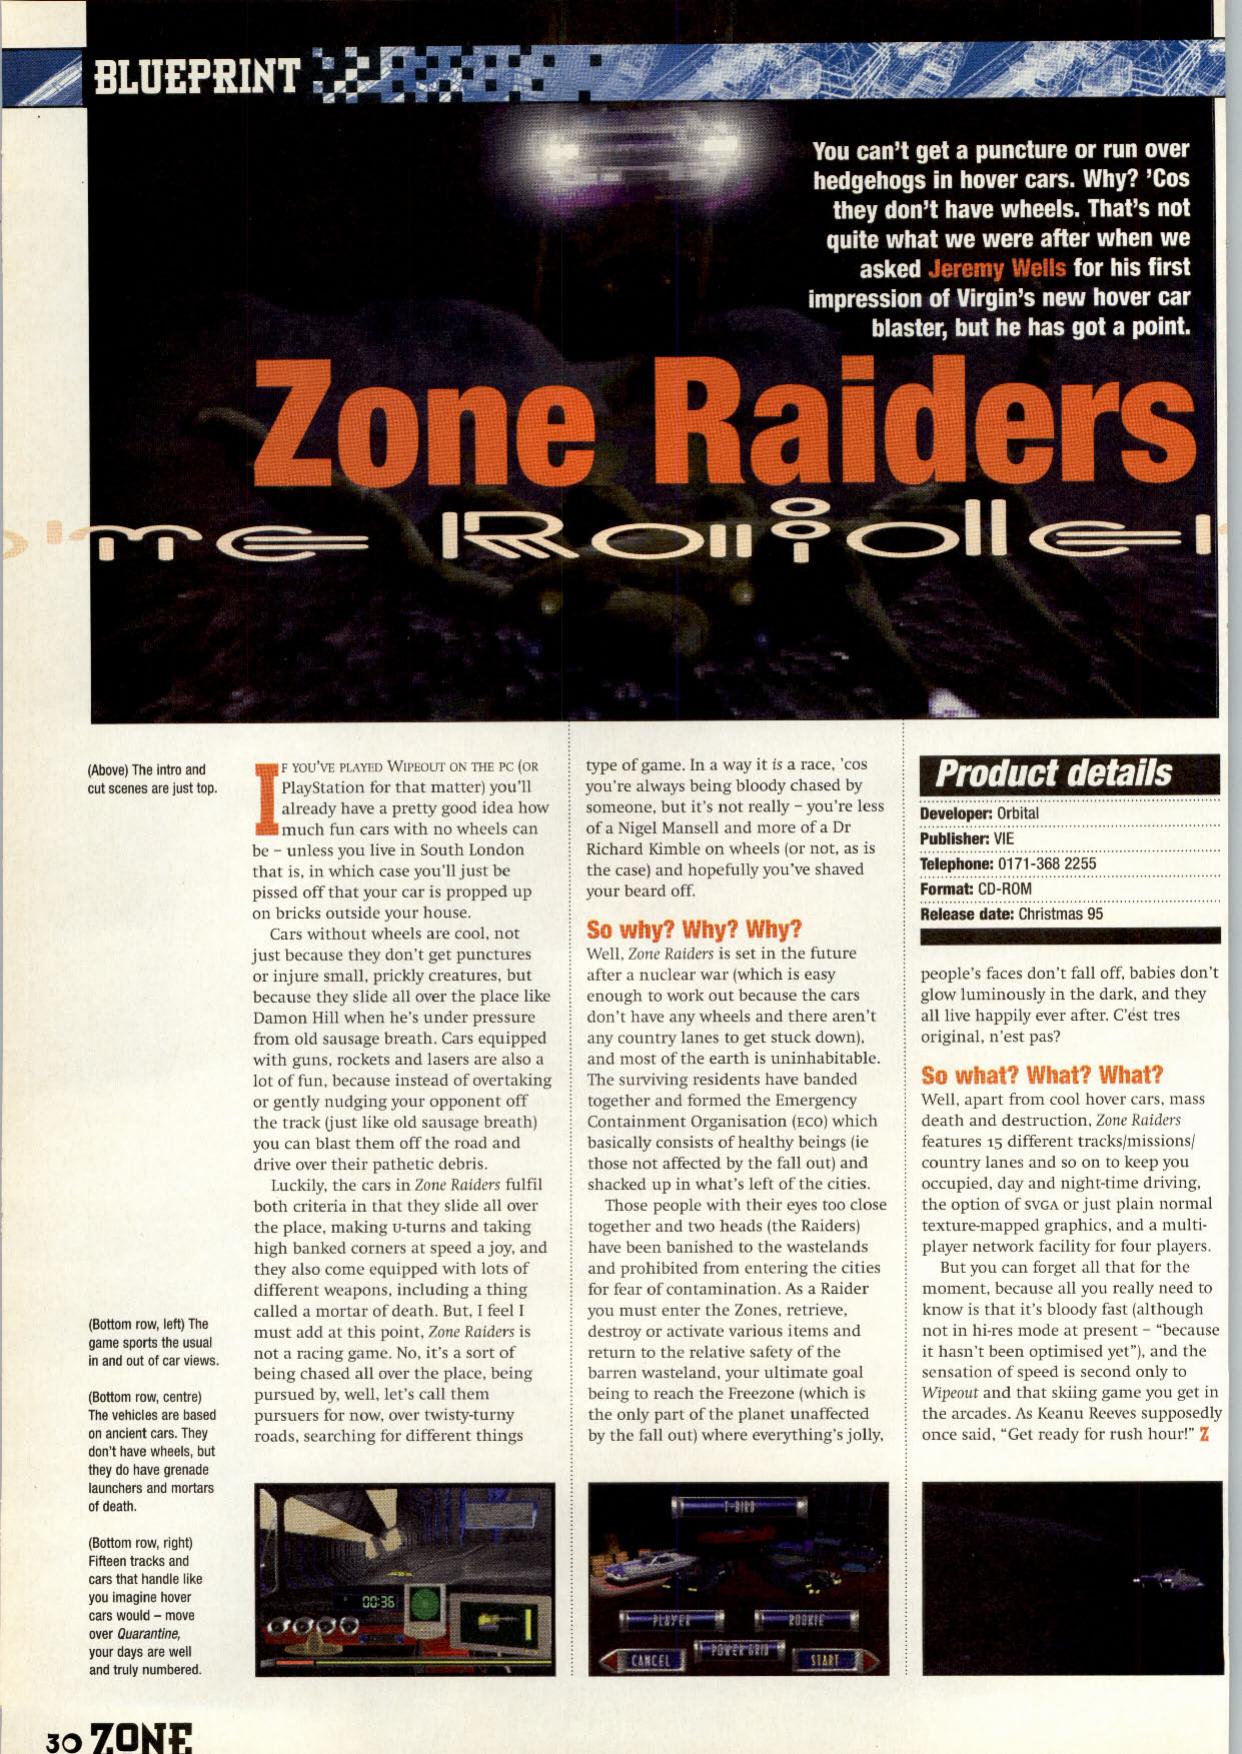 BLUEPRINT
You can't get a puncture or run over
hedgehogs in hover cars. Why? 'Cos
they don't have wheels. That's not
quite what we were after when we
asked Jeremy Wells for his first
impression of Virgin's new hover car
blaster, but he has got a point.
Zone Raiders
(Above) The intro and
cut scenes are just top.
IF YOU'VE PLAYED WIPEOUT ON THE PC (OR
PlayStation for that matter) you'll
already have a pretty good idea how
much fun cars with no wheels can
be – unless you live in South London
that is, in which case you'll just be
pissed off that your car is propped up
on bricks outside your house.
Cars without wheels are cool, not
just because they don't get punctures
or injure small, prickly creatures, but
because they slide all over the place like
Damon Hill when he's under pressure
from old sausage breath. Cars equipped
with guns, rockets and lasers are also a
lot of fun, because instead of overtaking
or gently nudging your opponent off
the track (just like old sausage breath)
you can blast them off the road and
drive over their pathetic debris.
Luckily, the cars in Zone Raiders fulfil
both criteria in that they slide all over
the place, making U-turns and taking
high banked corners at speed a joy, and
they also come equipped with lots of
different weapons, including a thing
called a mortar of death. But, I feel I
must add at this point, Zone Raiders is
not a racing game. No, it's a sort of
being chased all over the place, being
pursued by, well, let's call them
pursuers for now, over twisty-turny
roads, searching for different things
type of game. In a way it is a race, 'cos
you're always being bloody chased by
someone, but it's not really – you're less
of a Nigel Mansell and more of a Dr
Richard Kimble on wheels (or not, as is
the case) and hopefully you've shaved
your beard off.
So why? Why? Why?
Well, Zone Raiders is set in the future
after a nuclear war (which is easy
enough to work out because the cars
don't have any wheels and there aren't
any country lanes to get stuck down),
and most of the earth is uninhabitable.
The surviving residents have banded
together and formed the Emergency
Containment Organisation (ECO) which
basically consists of healthy beings (ie
those not affected by the fall out) and
shacked up in what's left of the cities.
Those people with their eyes too close
together and two heads (the Raiders)
have been banished to the wastelands
and prohibited from entering the cities
for fear of contamination. As a Raider
you must enter the Zones, retrieve,
destroy or activate various items and
return to the relative safety of the
barren wasteland, your ultimate goal
being to reach the Freezone (which is
the only part of the planet unaffected
by the fall out) where everything's jolly,
Product details
Developer: Orbital
Publisher: VIE
Telephone: 0171-368 2255
Format: CD-ROM
Release date: Christmas 95
people's faces don't fall off, babies don't
glow luminously in the dark, and they
all live happily ever after. C'ést tres
original, n'est pas?
So what? What? What?
Well, apart from cool hover cars, mass
death and destruction, Zone Raiders
features 15 different tracks/missions/
country lanes and so on to keep you
occupied, day and night-time driving,
the option of SVGA or just plain normal
texture-mapped graphics, and a multi-
player network facility for four players.
But you can forget all that for the
moment, because all you really need to
know is that it's bloody fast (although
not in hi-res mode at present – "because
it hasn't been optimised yet"), and the
sensation of speed is second only to
Wipeout and that skiing game you get in
the arcades. As Keanu Reeves supposedly
once said, "Get ready for rush hour!" Z
(Bottom row, left) The
game sports the usual
in and out of car views.
(Bottom row, centre)
The vehicles are based
on ancient cars. They
don't have wheels, but
they do have grenade
launchers and mortars
of death.
(Bottom row, right)
Fifteen tracks and
cars that handle like
you imagine hover
cars would – move
over Quarantine,
your days are well
and truly numbered.
00:36
T-BIRD
PLAYER
ROOKIE
POWER GRID
CANCEL
START
30 ZONE